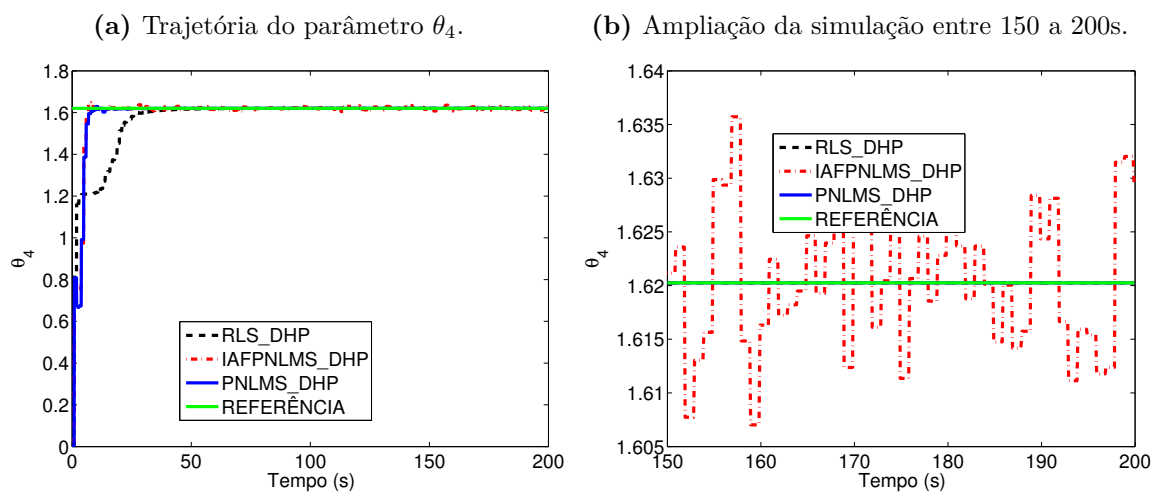 (a) Trajetória do parâmetro θ4.
1.8
1.6
1.4
1.2
1
0.8
0.6
0.4
0.2
0
θ4
RLS_DHP
IAFPNLMS_DHP
PNLMS_DHP
REFERÊNCIA
0 50 100 150 200
Tempo (s)
(b) Ampliação da simulação entre 150 a 200s.
1.64
1.635
1.63
1.625
1.62
1.615
1.61
1.605
θ4
RLS_DHP
IAFPNLMS_DHP
PNLMS_DHP
REFERÊNCIA
150 160 170 180 190 200
Tempo (s)